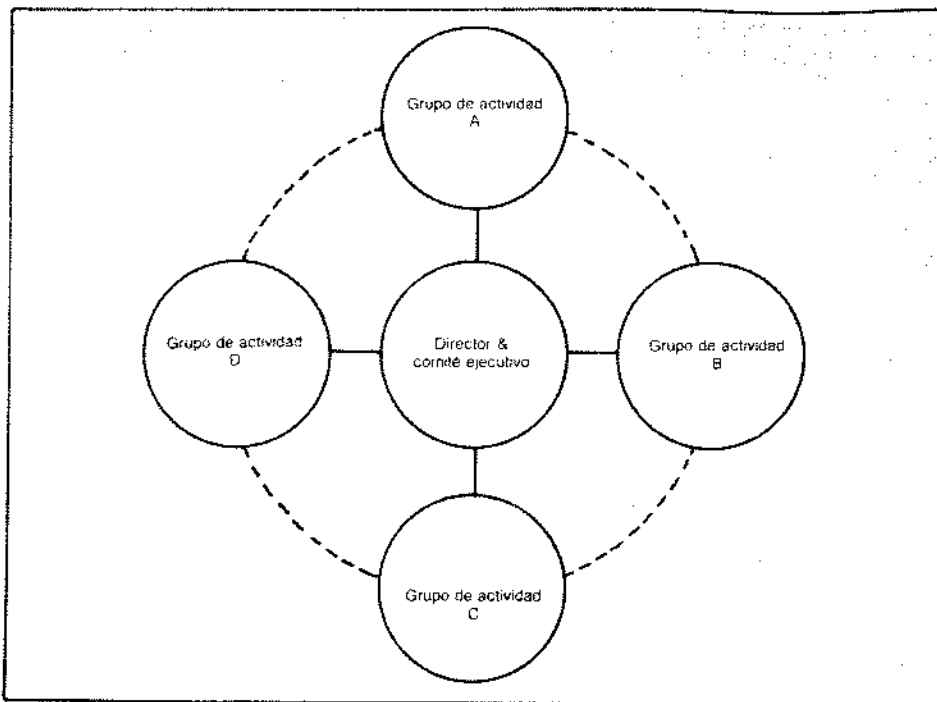 Grupo de actividad
A
Grupo de actividad
D
Director &
comité ejecutivo
Grupo de actividad
B
Grupo de actividad
C